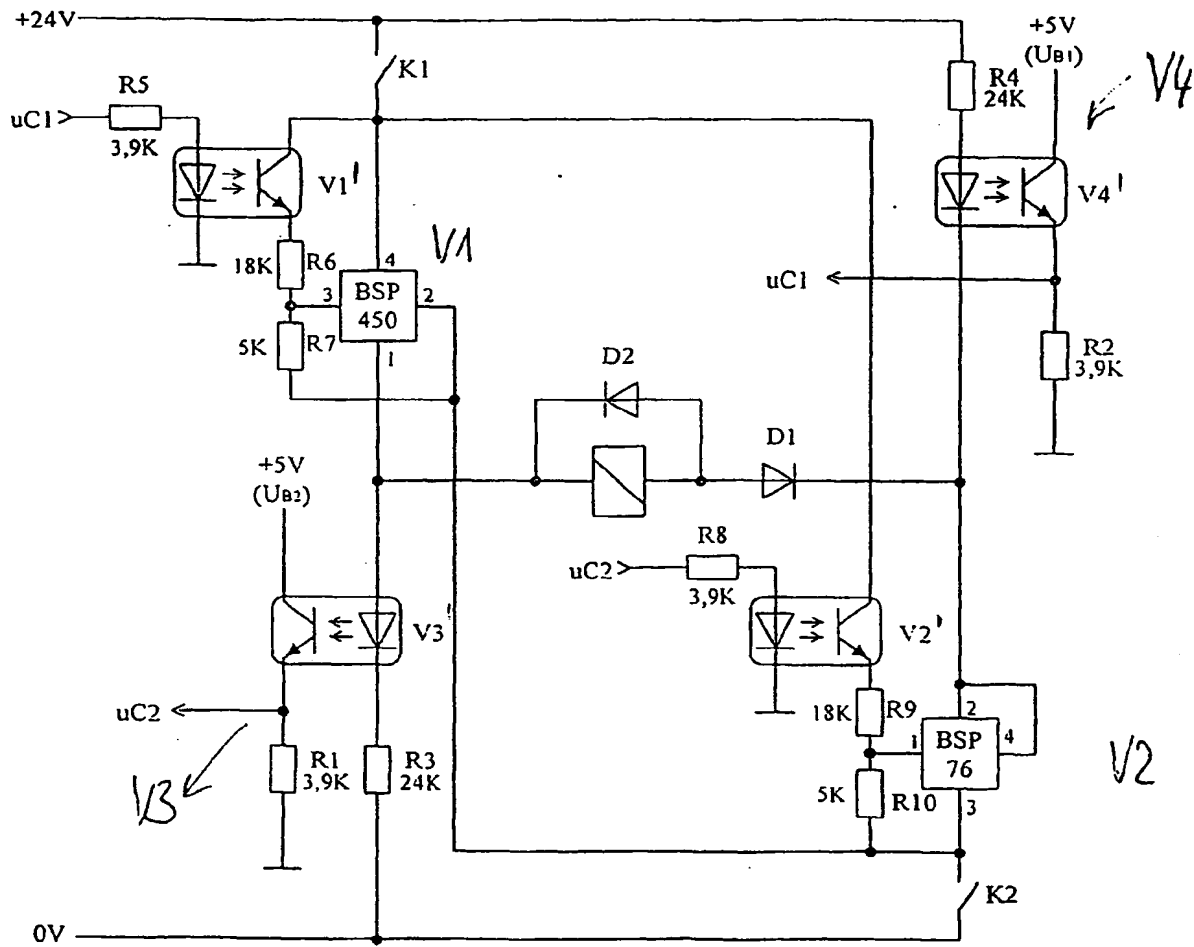 +24V
K1
R5
uC1
3,9K
V1'
R4
24K
+5V
(UB1)
V4
V4'
18K
R6
V1
4
3
BSP
450
2
1
5K
R7
uC1
R2
3,9K
D2
D1
+5V
(UB2)
R8
uC2
3,9K
V3'
V2'
uC2
18K
R9
2
1
BSP
76
4
3
V2
R1
3,9K
R3
24K
V3
5K
R10
K2
0V